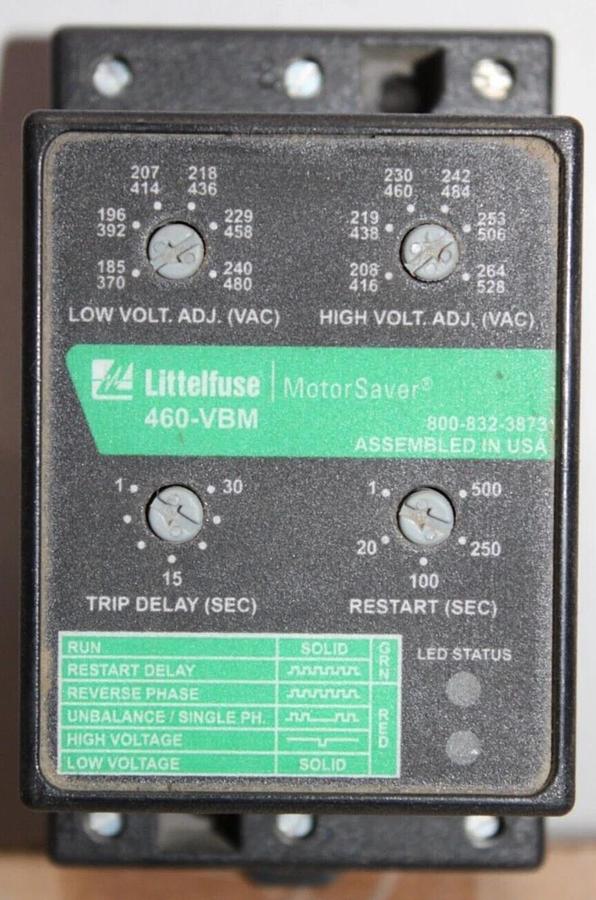 207 218
414 436
196 229
392 458
185 240
370 480
LOW VOLT. ADJ. (VAC)
230 242
460 484
219 253
438 506
208 264
416 528
HIGH VOLT. ADJ. (VAC)
Littelfuse MotorSaver®
460-VBM
800-832-3873
ASSEMBLED IN USA
1 30
15
TRIP DELAY (SEC)
1 500
20 250
100
RESTART (SEC)
RUN SOLID
RESTART DELAY
GRN
REVERSE PHASE
UNBALANCE / SINGLE PH.
HIGH VOLTAGE
LOW VOLTAGE SOLID
RED
LED STATUS